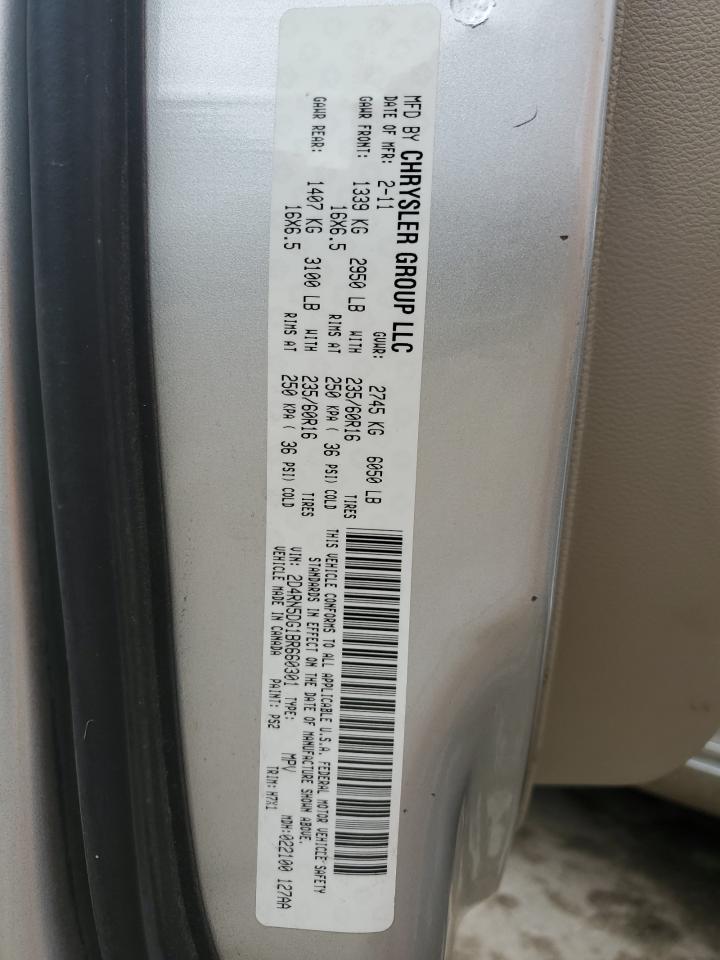 MFD BY CHRYSLER GROUP LLC
DATE OF MFR: 2-11 GVWR: 2745 KG 6050 LB
GAWR FRONT: 1339 KG 2950 LB WITH 235/60R16 TIRES
16X6.5 RIMS AT 250 KPA ( 36 PSI) COLD
GAWR REAR: 1407 KG 3100 LB WITH 235/60R16 TIRES
16X6.5 RIMS AT 250 KPA ( 36 PSI) COLD
THIS VEHICLE CONFORMS TO ALL APPLICABLE U.S.A. FEDERAL MOTOR VEHICLE SAFETY
STANDARDS IN EFFECT ON THE DATE OF MANUFACTURE SHOWN ABOVE.
VIN: 2D4RN5DG1BR660301 TYPE: MPV MDH:022100 127AA
VEHICLE MADE IN CANADA PAINT: PS2 TRIM: H7X1